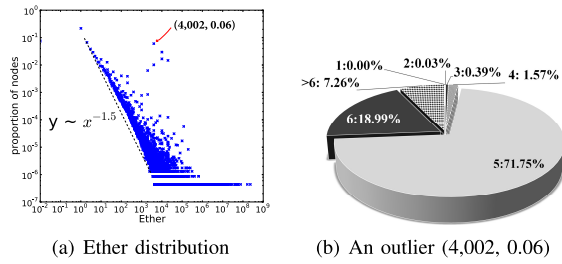 10^0
10^-1
10^-2
10^-3
10^-4
10^-5
10^-6
10^-7
proportion of nodes
(4,002, 0.06)
y ~ x^-1.5
10^-2 10^-1 10^0 10^1 10^2 10^3 10^4 10^5 10^6 10^7 10^8 10^9
Ether
(a) Ether distribution
1:0.00%
2:0.03%
3:0.39%
4: 1.57%
>6: 7.26%
6:18.99%
5:71.75%
(b) An outlier (4,002, 0.06)